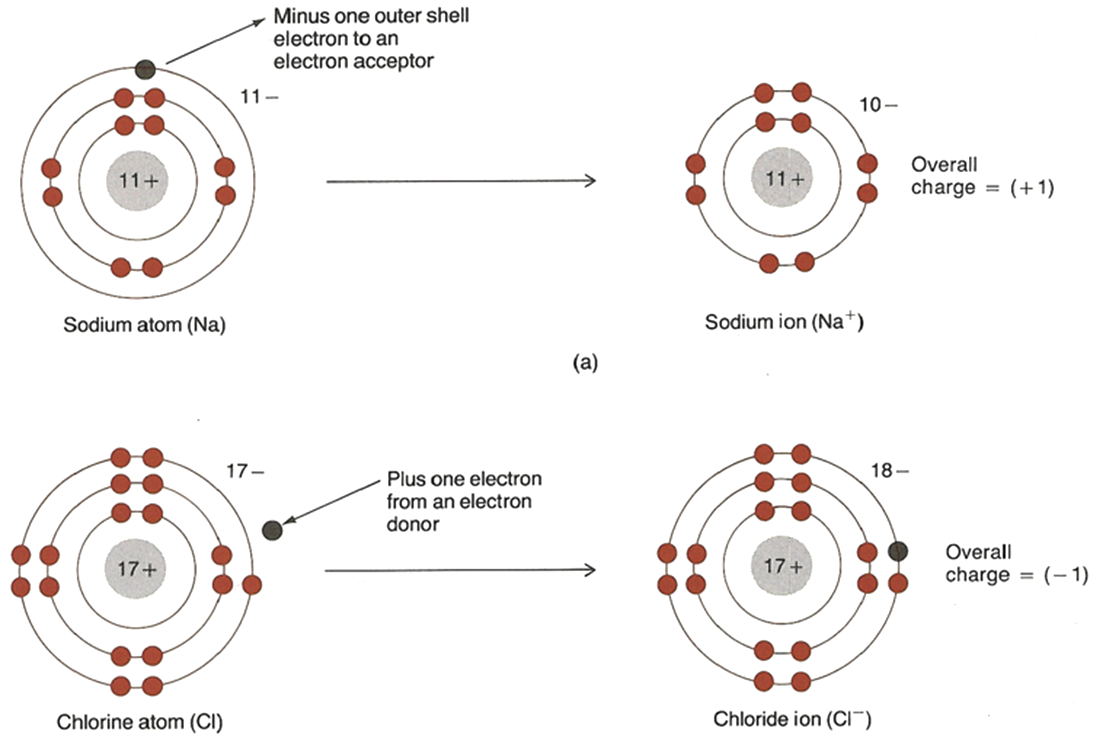 Minus one outer shell
electron to an
electron acceptor
11−
11+
10−
11+
Overall
charge = (+1)
Sodium atom (Na)
Sodium ion (Na⁺)
(a)
17−
Plus one electron
from an electron
donor
17+
18−
17+
Overall
charge = (−1)
Chlorine atom (Cl)
Chloride ion (Cl⁻)